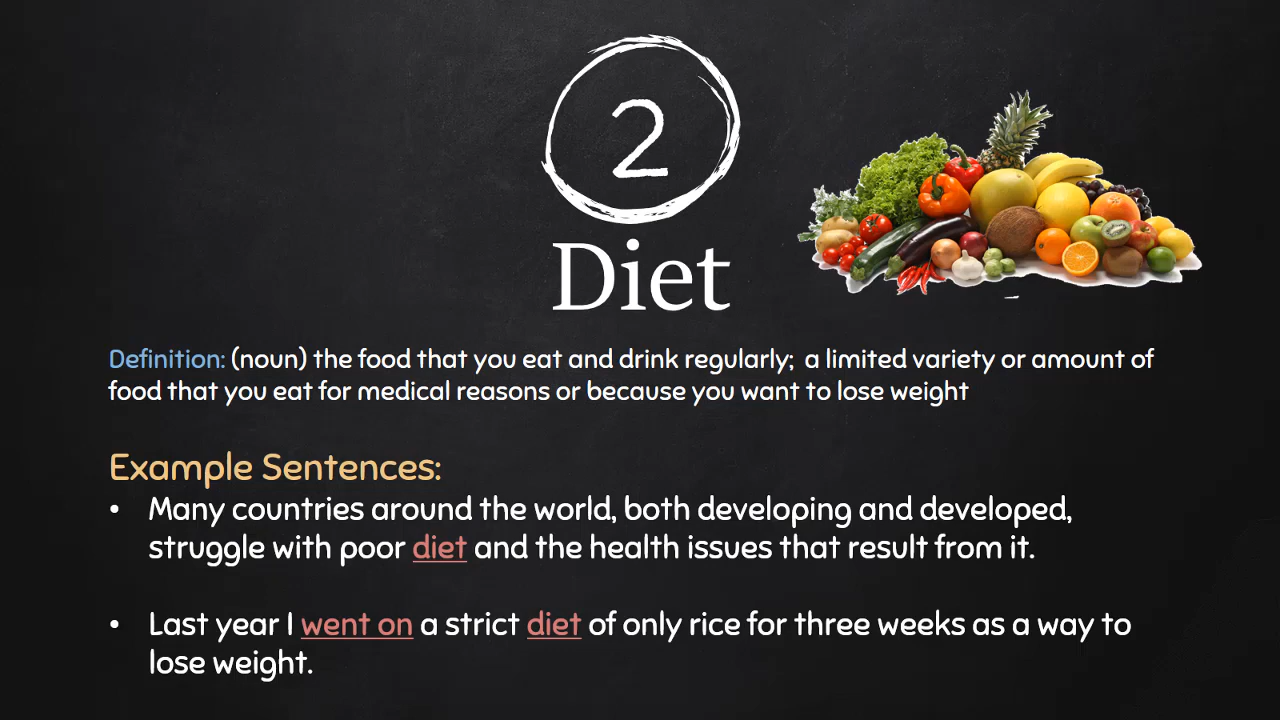 2
Diet
Definition: (noun) the food that you eat and drink regularly;  a limited variety or amount of
food that you eat for medical reasons or because you want to lose weight
Example Sentences:
• Many countries around the world, both developing and developed,
struggle with poor diet and the health issues that result from it.
• Last year I went on a strict diet of only rice for three weeks as a way to
lose weight.